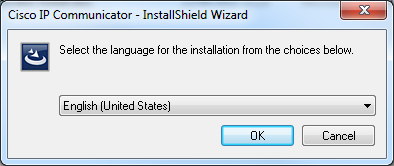 Cisco IP Communicator - InstallShield Wizard
Select the language for the installation from the choices below.
English (United States)
OK
Cancel